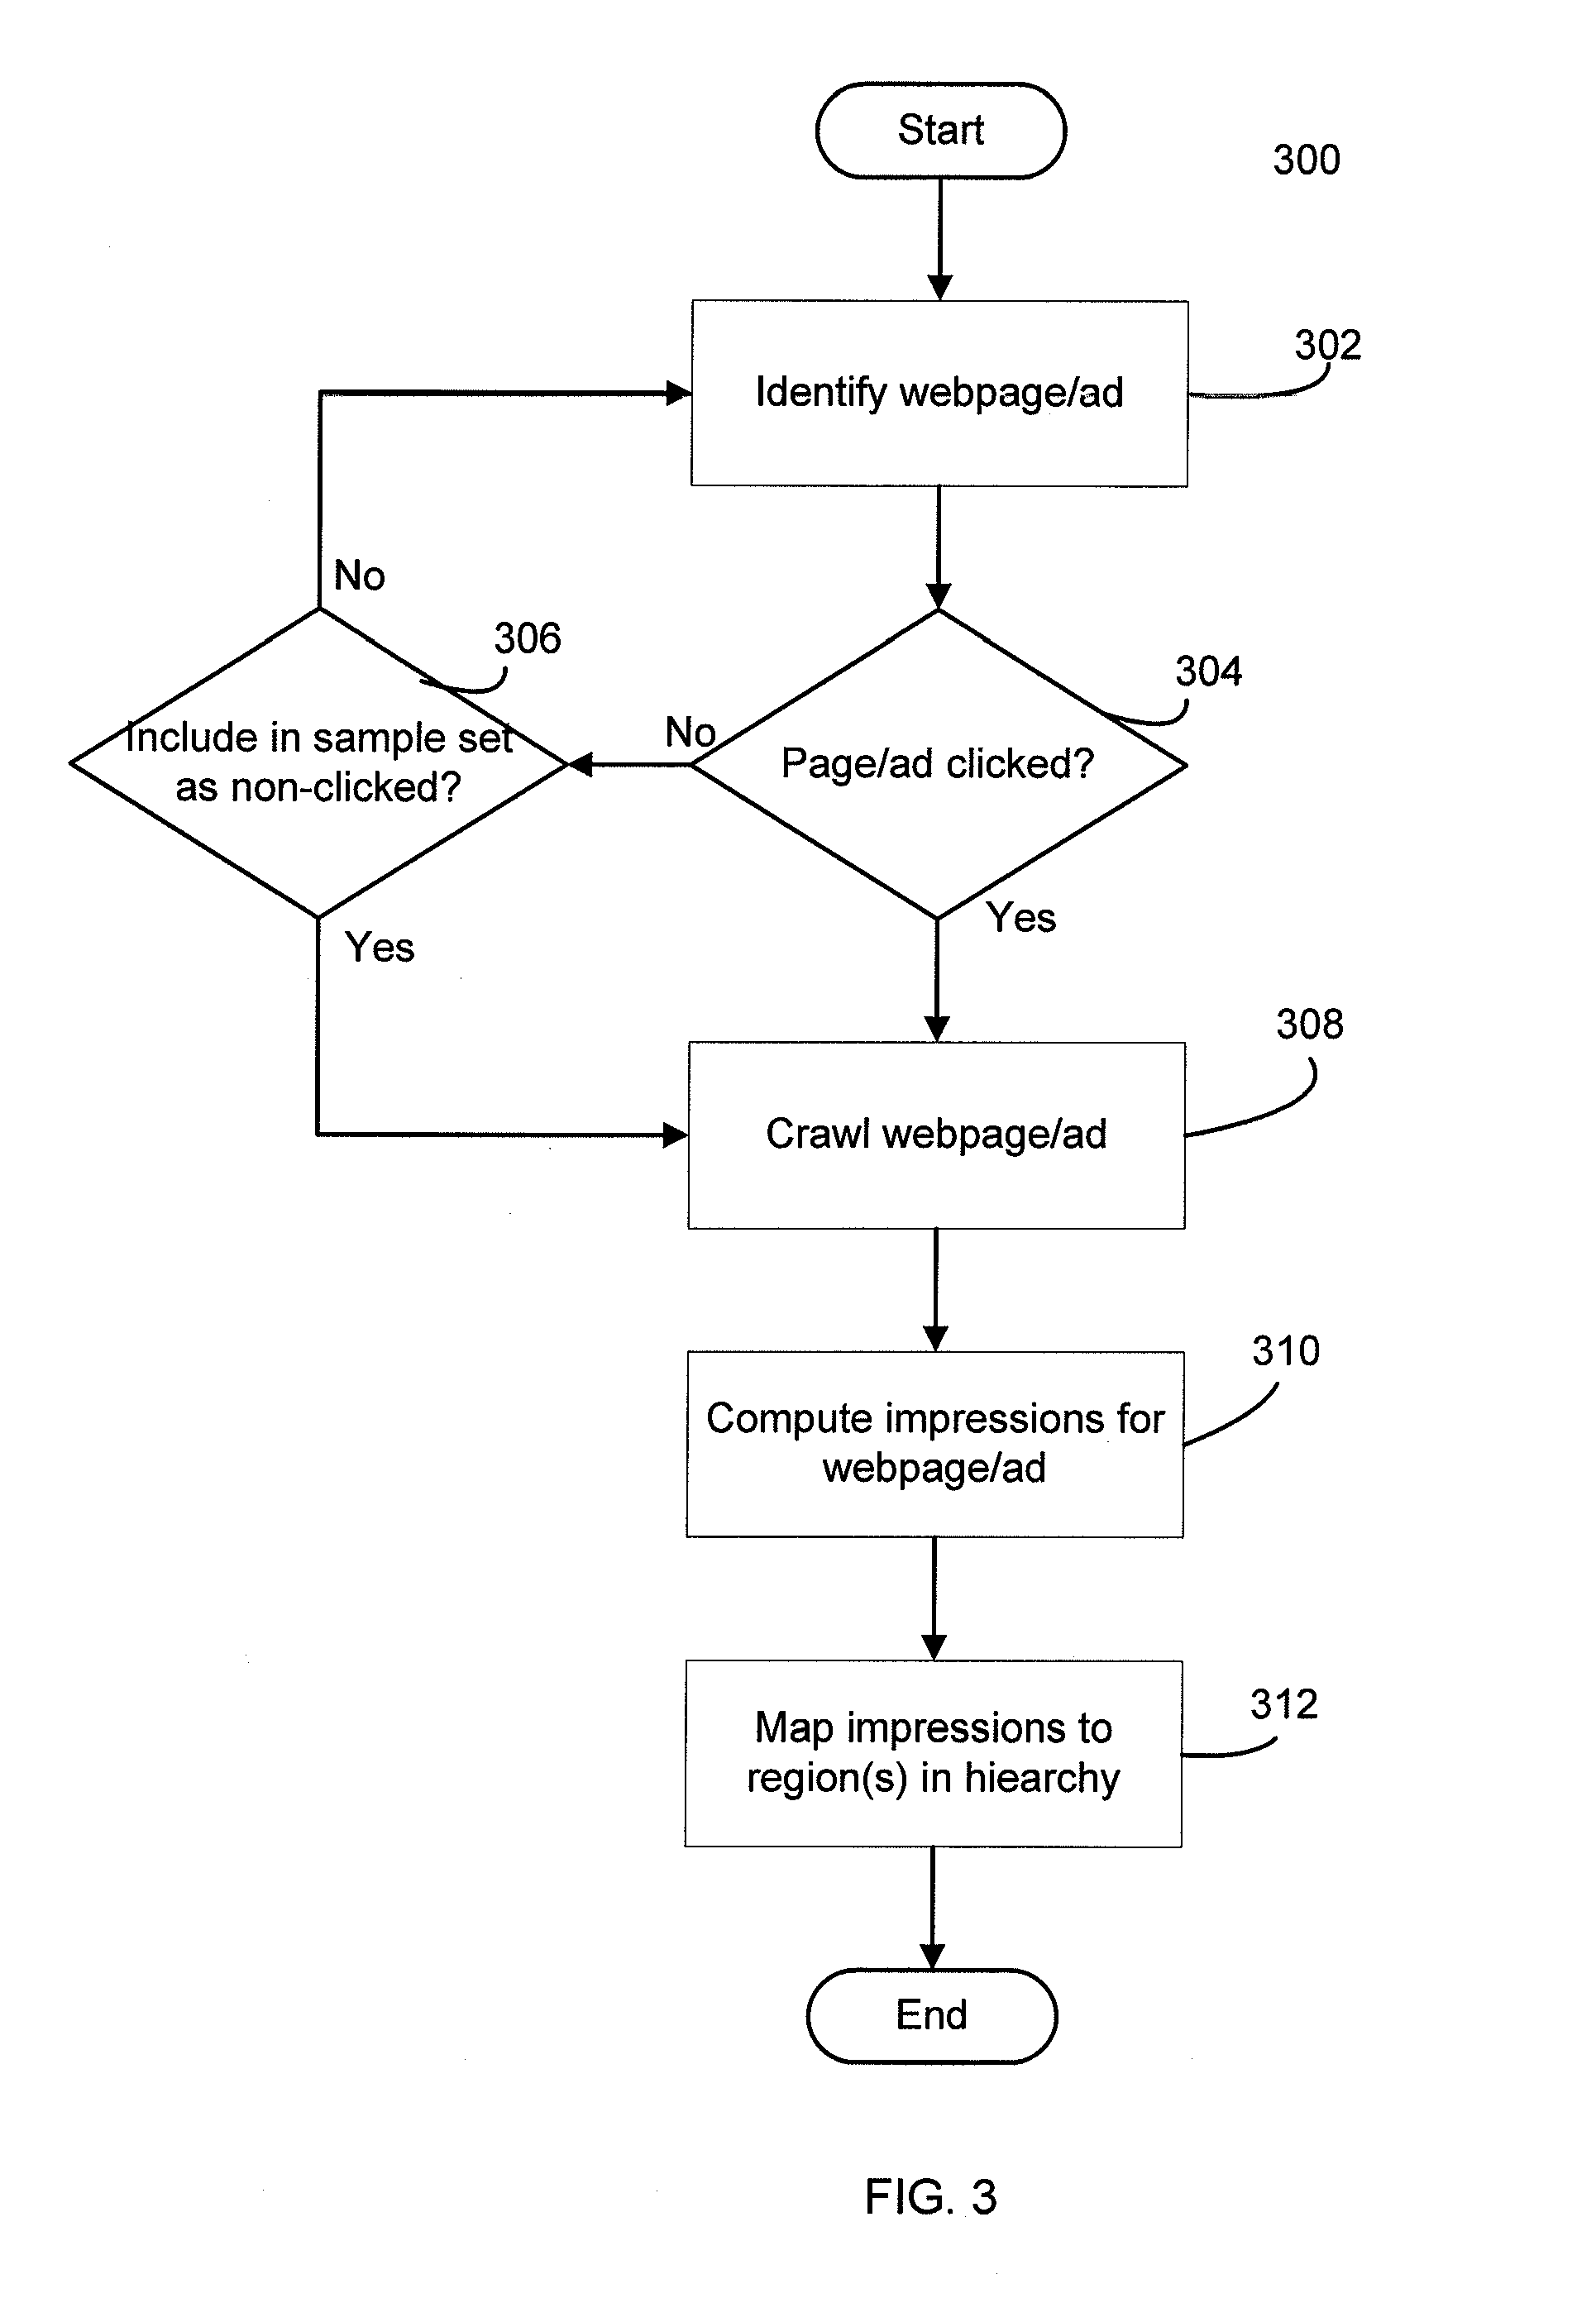 Start
300
302
Identify webpage/ad
No
306
304
Include in sample set
as non-clicked?
No
Page/ad clicked?
Yes
Yes
308
Crawl webpage/ad
310
Compute impressions for
webpage/ad
312
Map impressions to
region(s) in hiearchy
End
FIG. 3